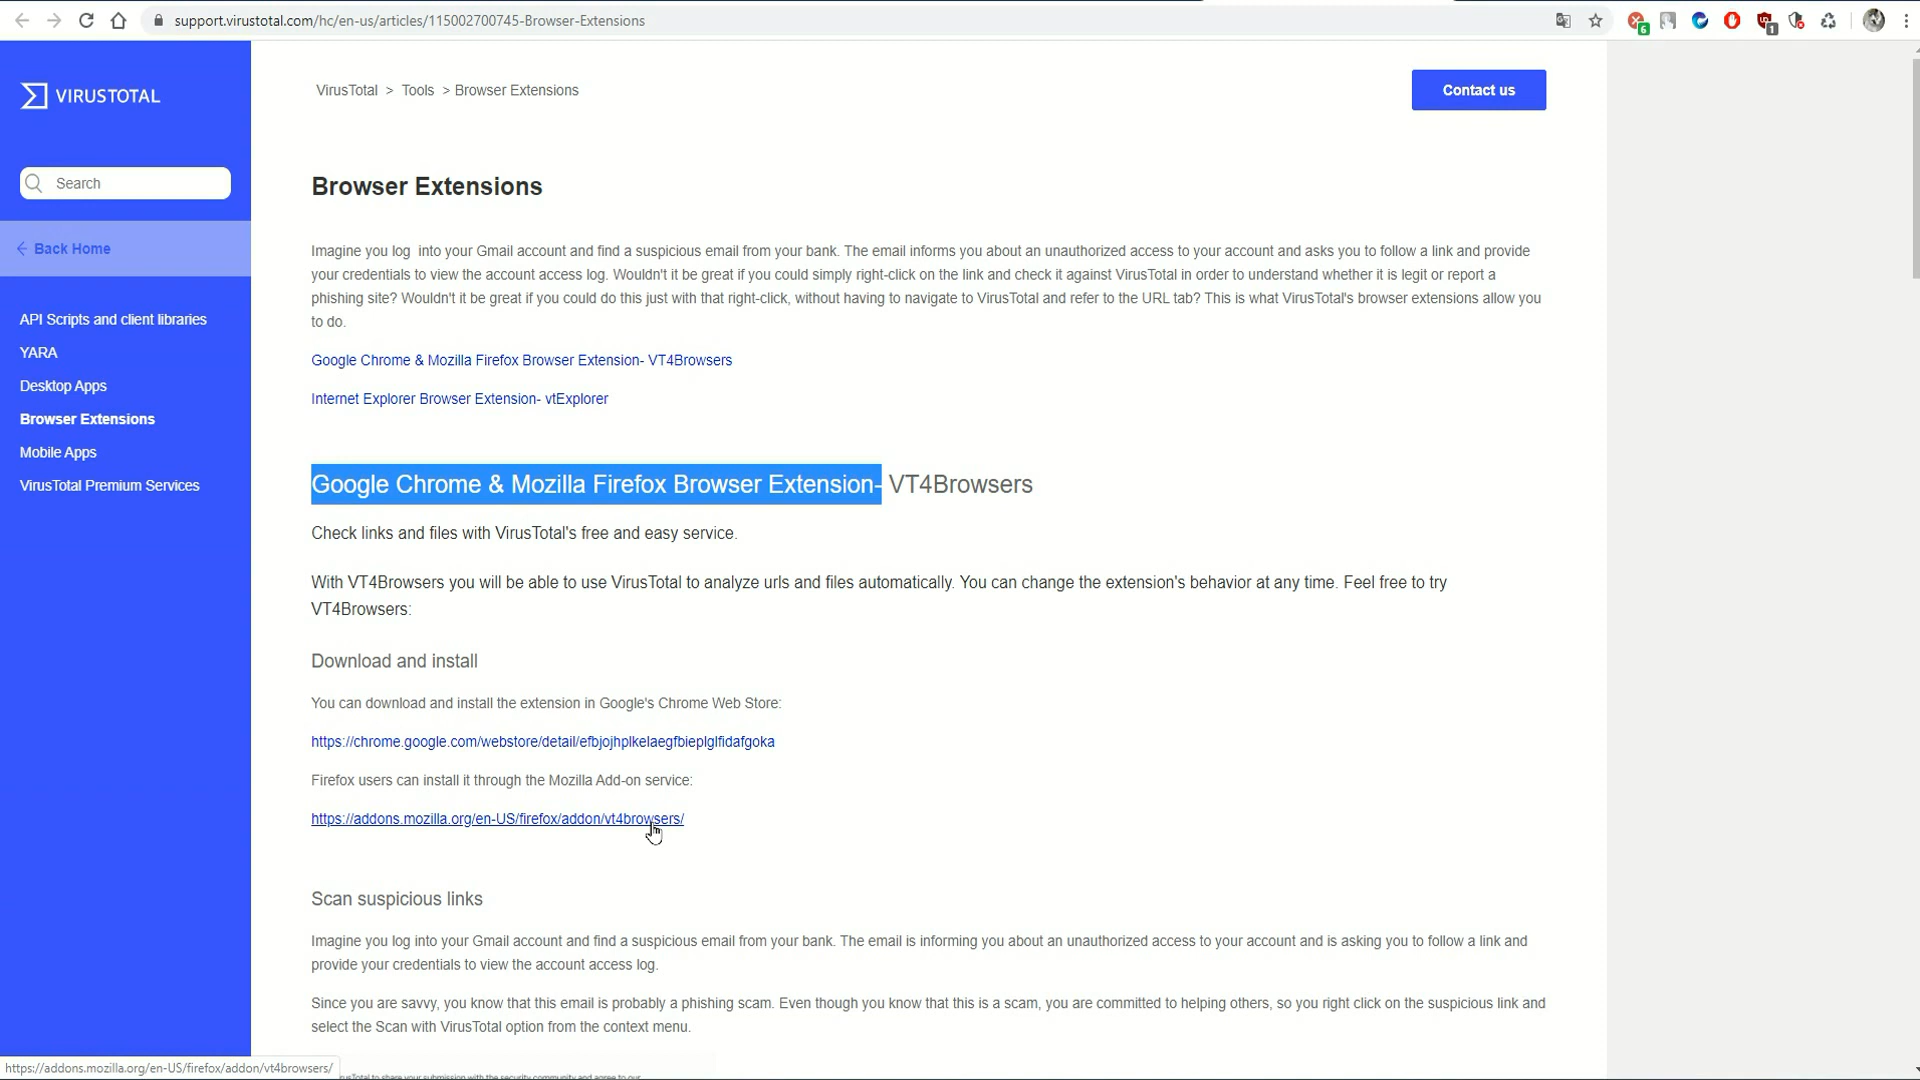 support.virustotal.com/hc/en-us/articles/115002700745-Browser-Extensions
6
1
VIRUSTOTAL
Search
Back Home
API Scripts and client libraries
YARA
Desktop Apps
Browser Extensions
Mobile Apps
VirusTotal Premium Services
VirusTotal > Tools > Browser Extensions
Contact us
Browser Extensions
Imagine you log into your Gmail account and find a suspicious email from your bank. The email informs you about an unauthorized access to your account and asks you to follow a link and provide
your credentials to view the account access log. Wouldn't it be great if you could simply right-click on the link and check it against VirusTotal in order to understand whether it is legit or report a
phishing site? Wouldn't it be great if you could do this just with that right-click, without having to navigate to VirusTotal and refer to the URL tab? This is what VirusTotal's browser extensions allow you
to do.
Google Chrome & Mozilla Firefox Browser Extension- VT4Browsers
Internet Explorer Browser Extension- vtExplorer
Google Chrome & Mozilla Firefox Browser Extension- VT4Browsers
Check links and files with VirusTotal's free and easy service.
With VT4Browsers you will be able to use VirusTotal to analyze urls and files automatically. You can change the extension's behavior at any time. Feel free to try
VT4Browsers:
Download and install
You can download and install the extension in Google's Chrome Web Store:
https://chrome.google.com/webstore/detail/efbjojhplkelaegfbieplglfidafgoka
Firefox users can install it through the Mozilla Add-on service:
https://addons.mozilla.org/en-US/firefox/addon/vt4browsers/
Scan suspicious links
Imagine you log into your Gmail account and find a suspicious email from your bank. The email is informing you about an unauthorized access to your account and is asking you to follow a link and
provide your credentials to view the account access log.
Since you are savvy, you know that this email is probably a phishing scam. Even though you know that this is a scam, you are committed to helping others, so you right click on the suspicious link and
select the Scan with VirusTotal option from the context menu.
https://addons.mozilla.org/en-US/firefox/addon/vt4browsers/
to share your submission with the security community and agree to our